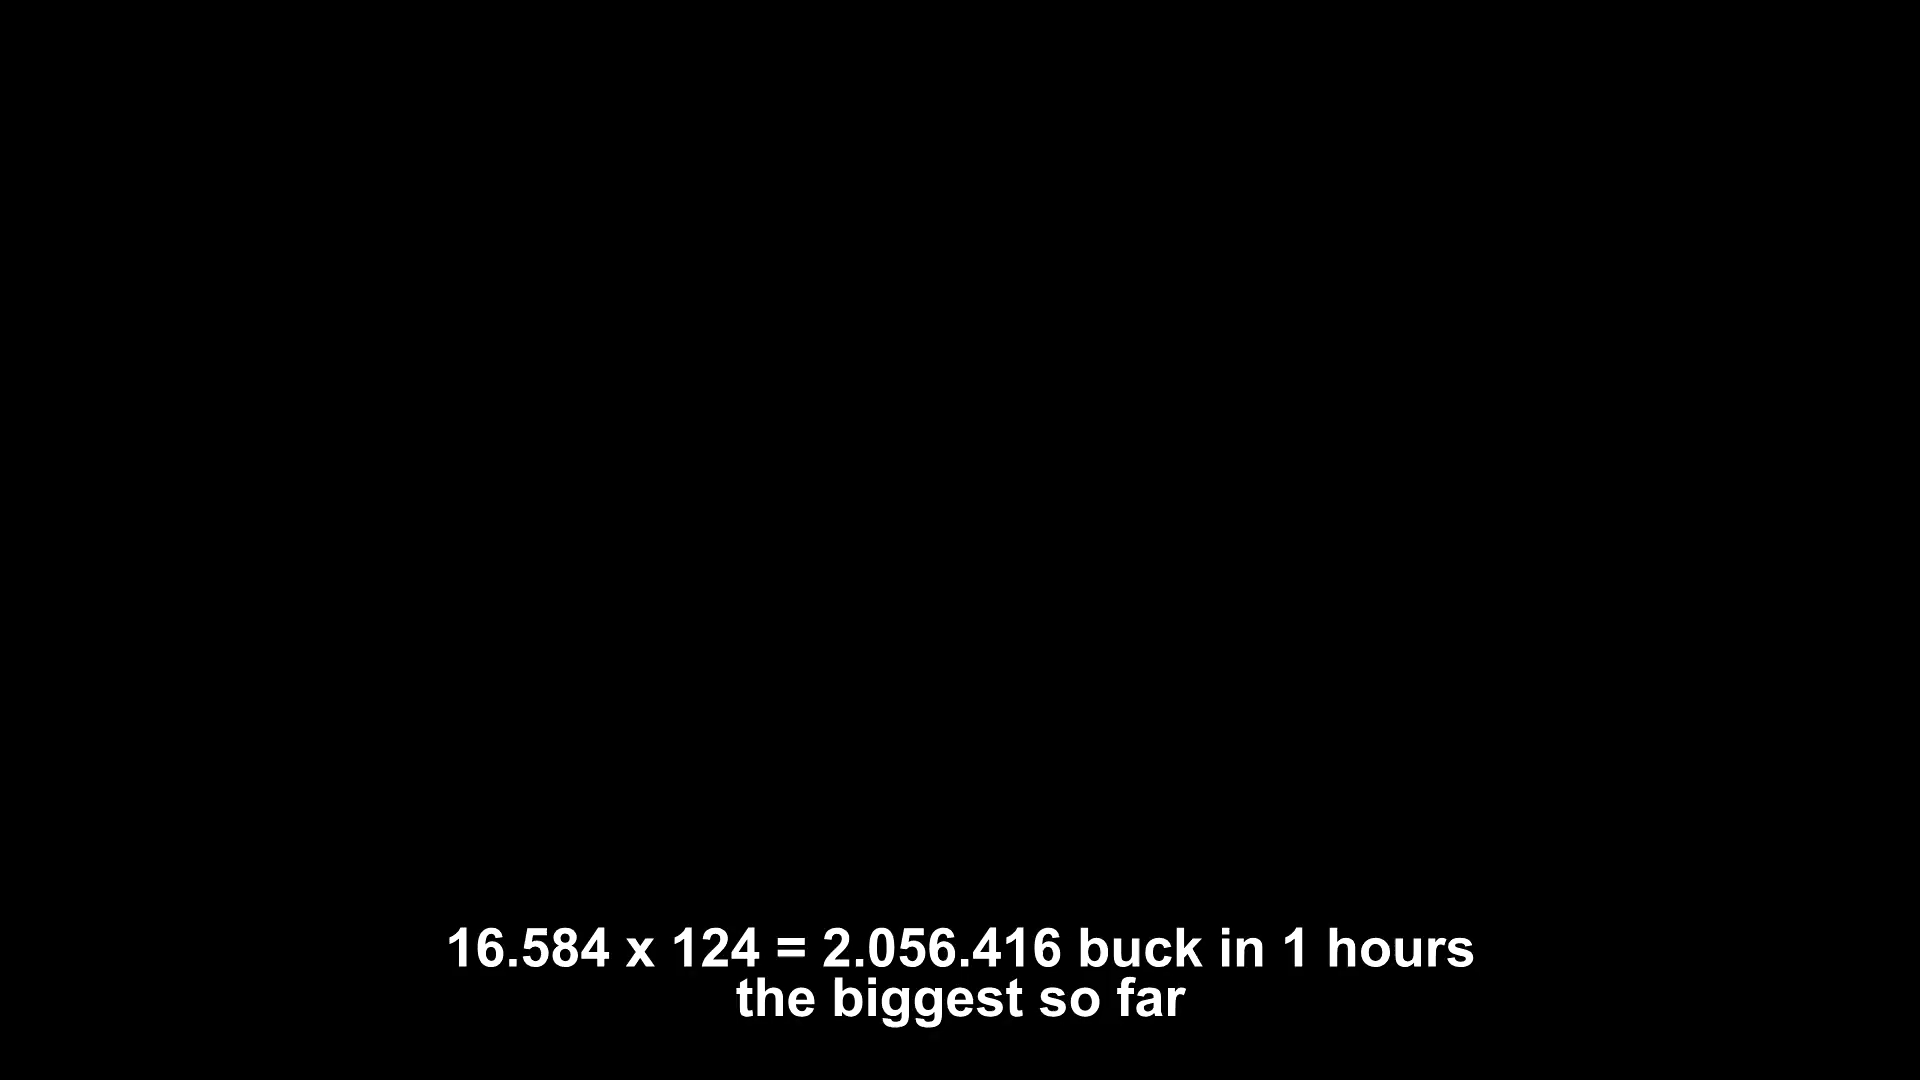 16.584 x 124 = 2.056.416 buck in 1 hours
the biggest so far